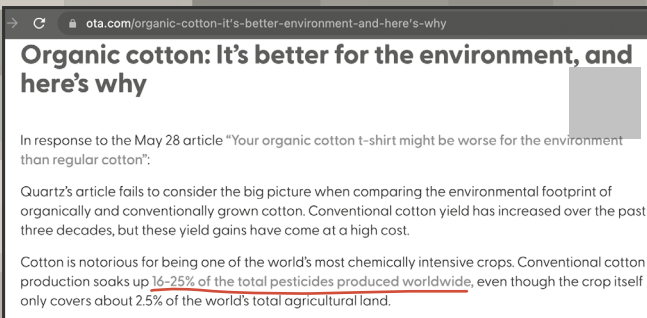 ota.com/organic-cotton-it's-better-environment-and-here's-why
Organic cotton: It's better for the environment, and
here's why
In response to the May 28 article "Your organic cotton t-shirt might be worse for the environment
than regular cotton":
Quartz's article fails to consider the big picture when comparing the environmental footprint of
organically and conventionally grown cotton. Conventional cotton yield has increased over the past
three decades, but these yield gains have come at a high cost.
Cotton is notorious for being one of the world's most chemically intensive crops. Conventional cotton
production soaks up 16-25% of the total pesticides produced worldwide, even though the crop itself
only covers about 2.5% of the world's total agricultural land.